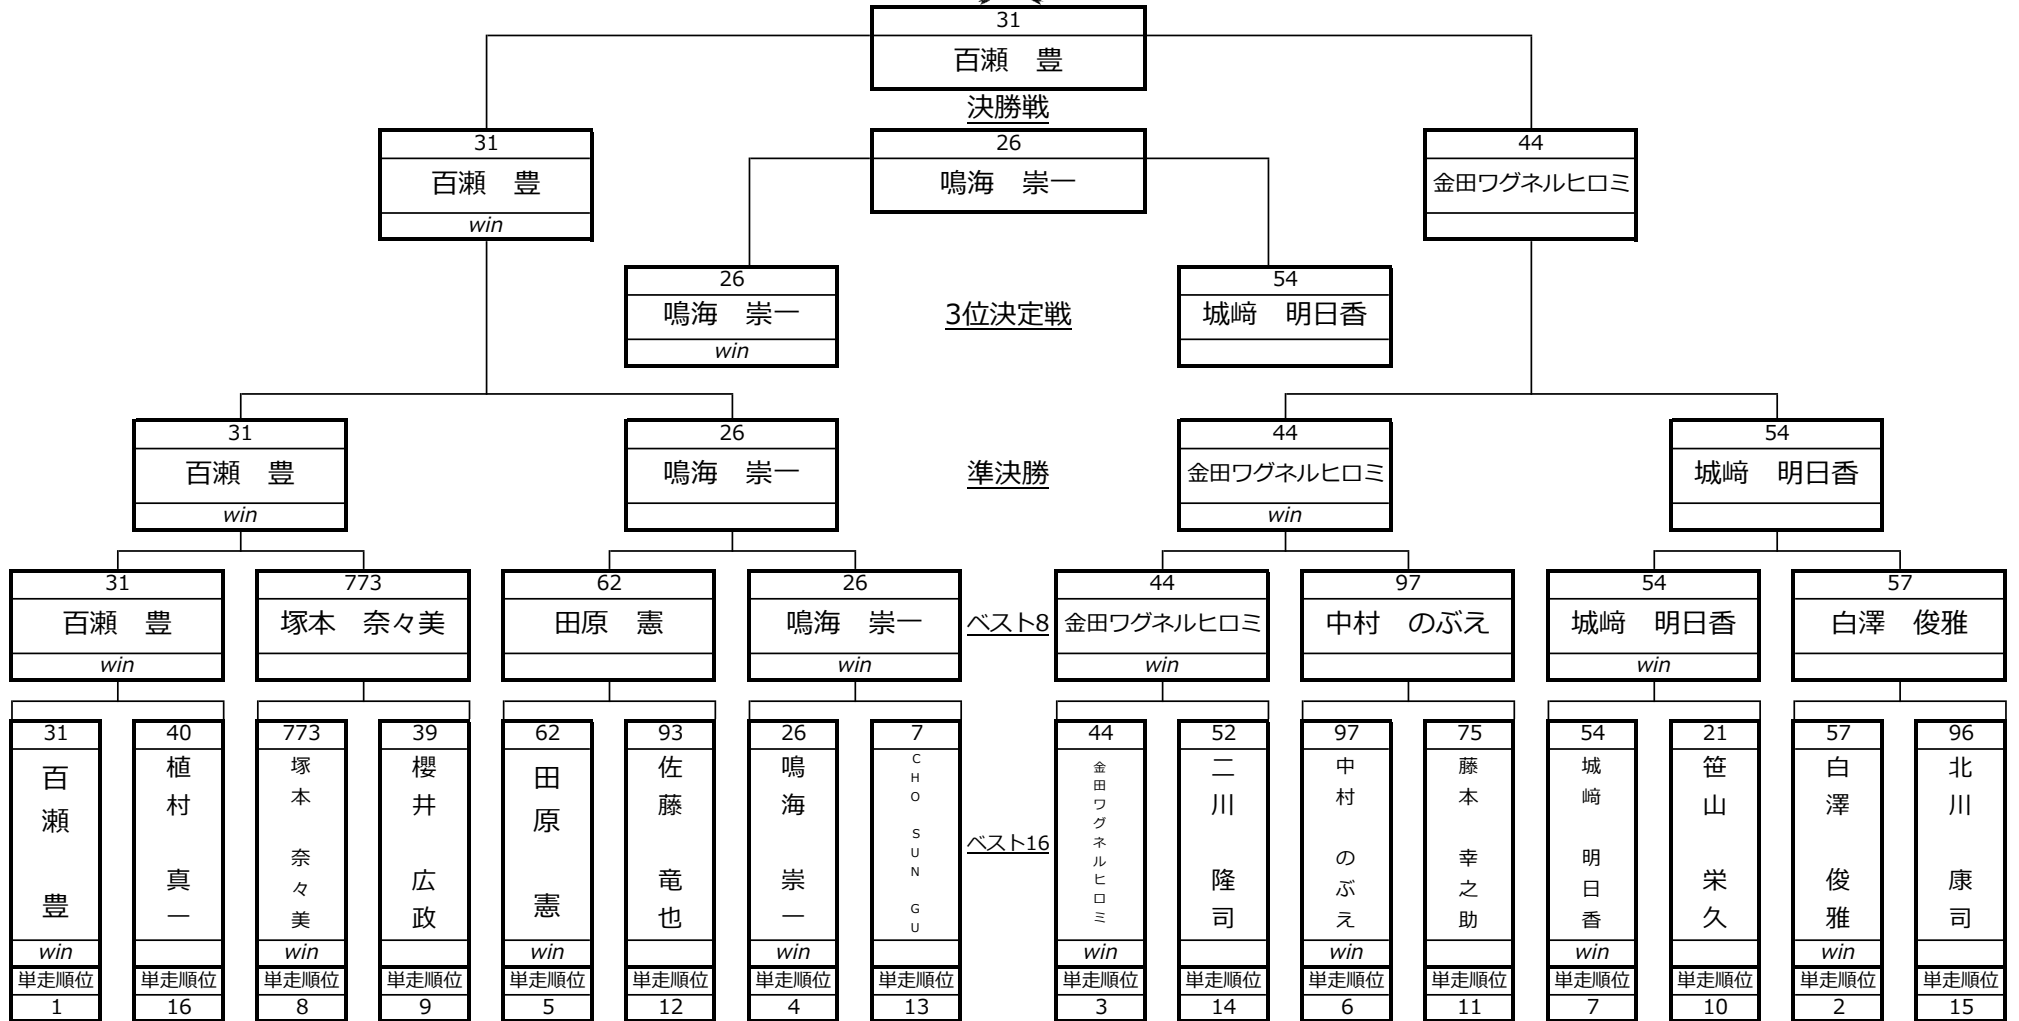 31
百瀬　豊
決勝戦
31
百瀬　豊
win
26
鳴海　崇一
44
金田ワグネルヒロミ
26
鳴海　崇一
win
3位決定戦
54
城﨑　明日香
31
百瀬　豊
win
26
鳴海　崇一
準決勝
44
金田ワグネルヒロミ
win
54
城﨑　明日香
31
百瀬　豊
win
773
塚本　奈々美
62
田原　憲
26
鳴海　崇一
win
ベスト8
44
金田ワグネルヒロミ
win
97
中村　のぶえ
54
城﨑　明日香
win
57
白澤　俊雅
31
百瀬　豊
win
単走順位
1
40
植村　真一
単走順位
16
773
塚本　奈々美
win
単走順位
8
39
櫻井　広政
単走順位
9
62
田原　憲
win
単走順位
5
93
佐藤　竜也
単走順位
12
26
鳴海　崇一
win
単走順位
4
7
CHO SUN GU
単走順位
13
ベスト16
44
金田ワグネルヒロミ
win
単走順位
3
52
二川　隆司
単走順位
14
97
中村　のぶえ
win
単走順位
6
75
藤本　幸之助
単走順位
11
54
城﨑　明日香
win
単走順位
7
21
笹山　栄久
単走順位
10
57
白澤　俊雅
win
単走順位
2
96
北川　康司
単走順位
15